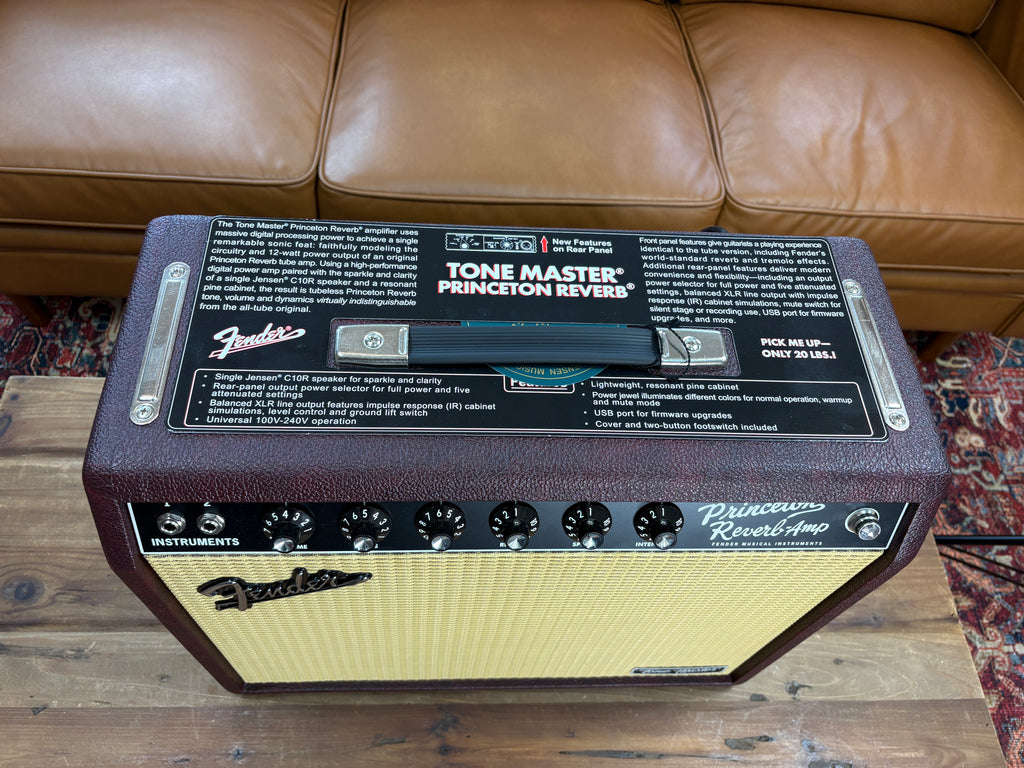 The Tone Master® Princeton Reverb® amplifier uses
massive digital processing power to achieve a single
remarkable sonic feat: faithfully modeling the
circuitry and 12-watt power output of an original
Princeton Reverb tube amp. Using a high-performance
digital power amp paired with the sparkle and clarity
of a single Jensen® C10R speaker and a resonant
pine cabinet, the result is tubeless Princeton Reverb
tone, volume and dynamics virtually indistinguishable
from the all-tube original.
New Features
on Rear Panel
TONE MASTER®
PRINCETON REVERB®
Front panel features give guitarists a playing experience
identical to the tube version, including Fender's
world-standard reverb and tremolo effects.
Additional rear-panel features deliver modern
convenience and flexibility—including an output
power selector for full power and five attenuated
settings, balanced XLR line output with impulse
response (IR) cabinet simulations, mute switch for
silent stage or recording use, USB port for firmware
upgrades, and more.
Fender®
PICK ME UP—
ONLY 20 LBS.!
JENSEN MUSIC
Features
• Single Jensen® C10R speaker for sparkle and clarity
• Rear-panel output power selector for full power and five
attenuated settings
• Balanced XLR line output features impulse response (IR) cabinet
simulations, level control and ground lift switch
• Universal 100V-240V operation
• Lightweight, resonant pine cabinet
• Power jewel illuminates different colors for normal operation, warmup
and mute mode
• USB port for firmware upgrades
• Cover and two-button footswitch included
1 2
INSTRUMENTS
Princeton
Reverb-Amp
FENDER MUSICAL INSTRUMENTS
Fender
Tone Master